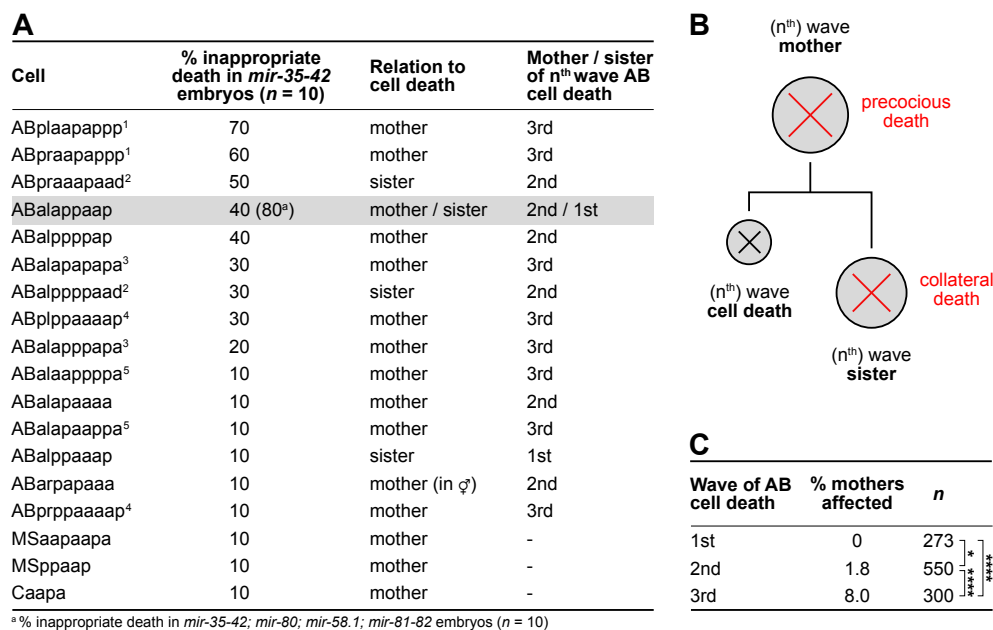 A
Cell % inappropriate death in mir-35-42 embryos (n = 10) Relation to cell death Mother / sister of nth wave AB cell death
ABplaapappp1 70 mother 3rd
ABpraapappp1 60 mother 3rd
ABpraaapaad2 50 sister 2nd
ABalappaap 40 (80a) mother / sister 2nd / 1st
ABalppppap 40 mother 2nd
ABalapapapa3 30 mother 3rd
ABalppppaad2 30 sister 2nd
ABplppaaaap4 30 mother 3rd
ABalapppapa3 20 mother 3rd
ABalaappppa5 10 mother 3rd
ABalapaaaa 10 mother 2nd
ABalapaappa5 10 mother 3rd
ABalppaaap 10 sister 1st
ABarpapaaa 10 mother (in ⚥) 2nd
ABprppaaaap4 10 mother 3rd
MSaapaapa 10 mother -
MSppaap 10 mother -
Caapa 10 mother -
a % inappropriate death in mir-35-42; mir-80; mir-58.1; mir-81-82 embryos (n = 10)
B
(nth) wave
mother
precocious
death
(nth) wave
cell death
collateral
death
(nth) wave
sister
C
Wave of AB cell death % mothers affected n
1st 0 273
2nd 1.8 550
3rd 8.0 300
*
****
****